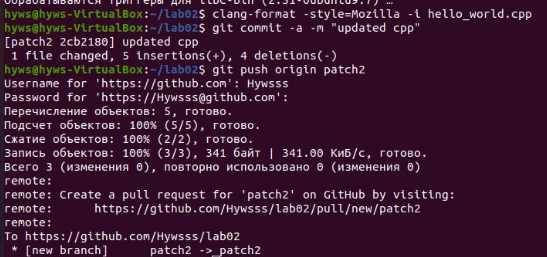 Обрабатываются триггеры для libc-bin (2.31-0ubuntu9.7) …
hyws@hyws-VirtualBox:~/lab02$ clang-format -style=Mozilla -i hello_world.cpp
hyws@hyws-VirtualBox:~/lab02$ git commit -a -m "updated cpp"
[patch2 2cb2180] updated cpp
 1 file changed, 5 insertions(+), 4 deletions(-)
hyws@hyws-VirtualBox:~/lab02$ git push origin patch2
Username for 'https://github.com': Hywsss
Password for 'https://Hywsss@github.com':
Перечисление объектов: 5, готово.
Подсчет объектов: 100% (5/5), готово.
Сжатие объектов: 100% (2/2), готово.
Запись объектов: 100% (3/3), 341 байт | 341.00 КиБ/с, готово.
Всего 3 (изменения 0), повторно использовано 0 (изменения 0)
remote:
remote: Create a pull request for 'patch2' on GitHub by visiting:
remote:      https://github.com/Hywsss/lab02/pull/new/patch2
remote:
To https://github.com/Hywsss/lab02
 * [new branch]      patch2 -> patch2